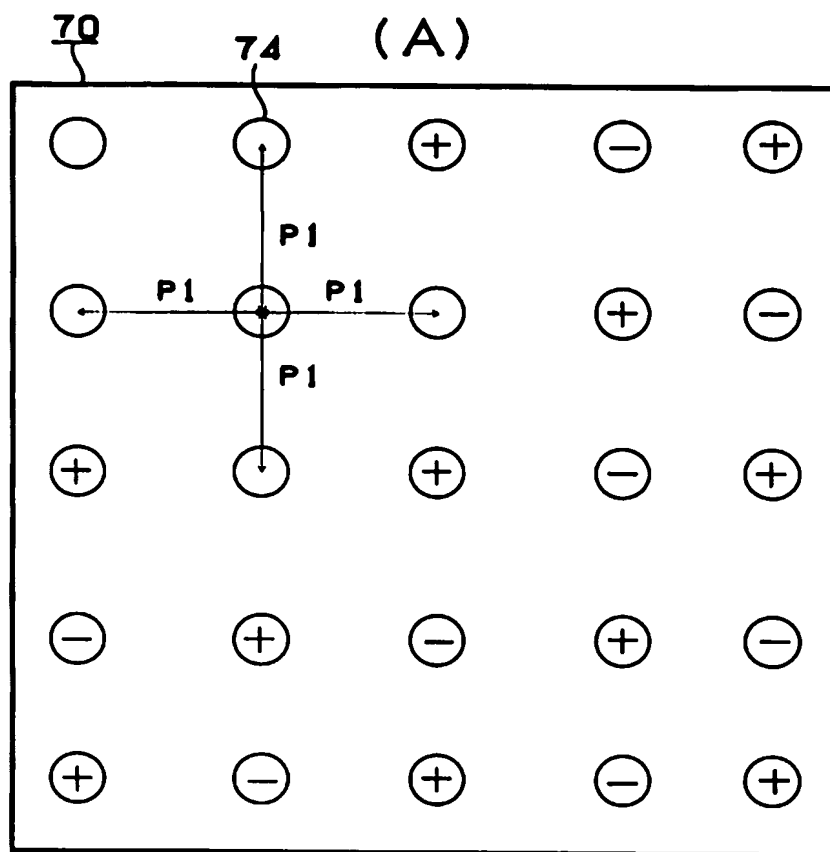 70 74 (A)
+ − +
P1
P1 P1
+ −
P1
+ + − +
− + − + −
+ − + − +